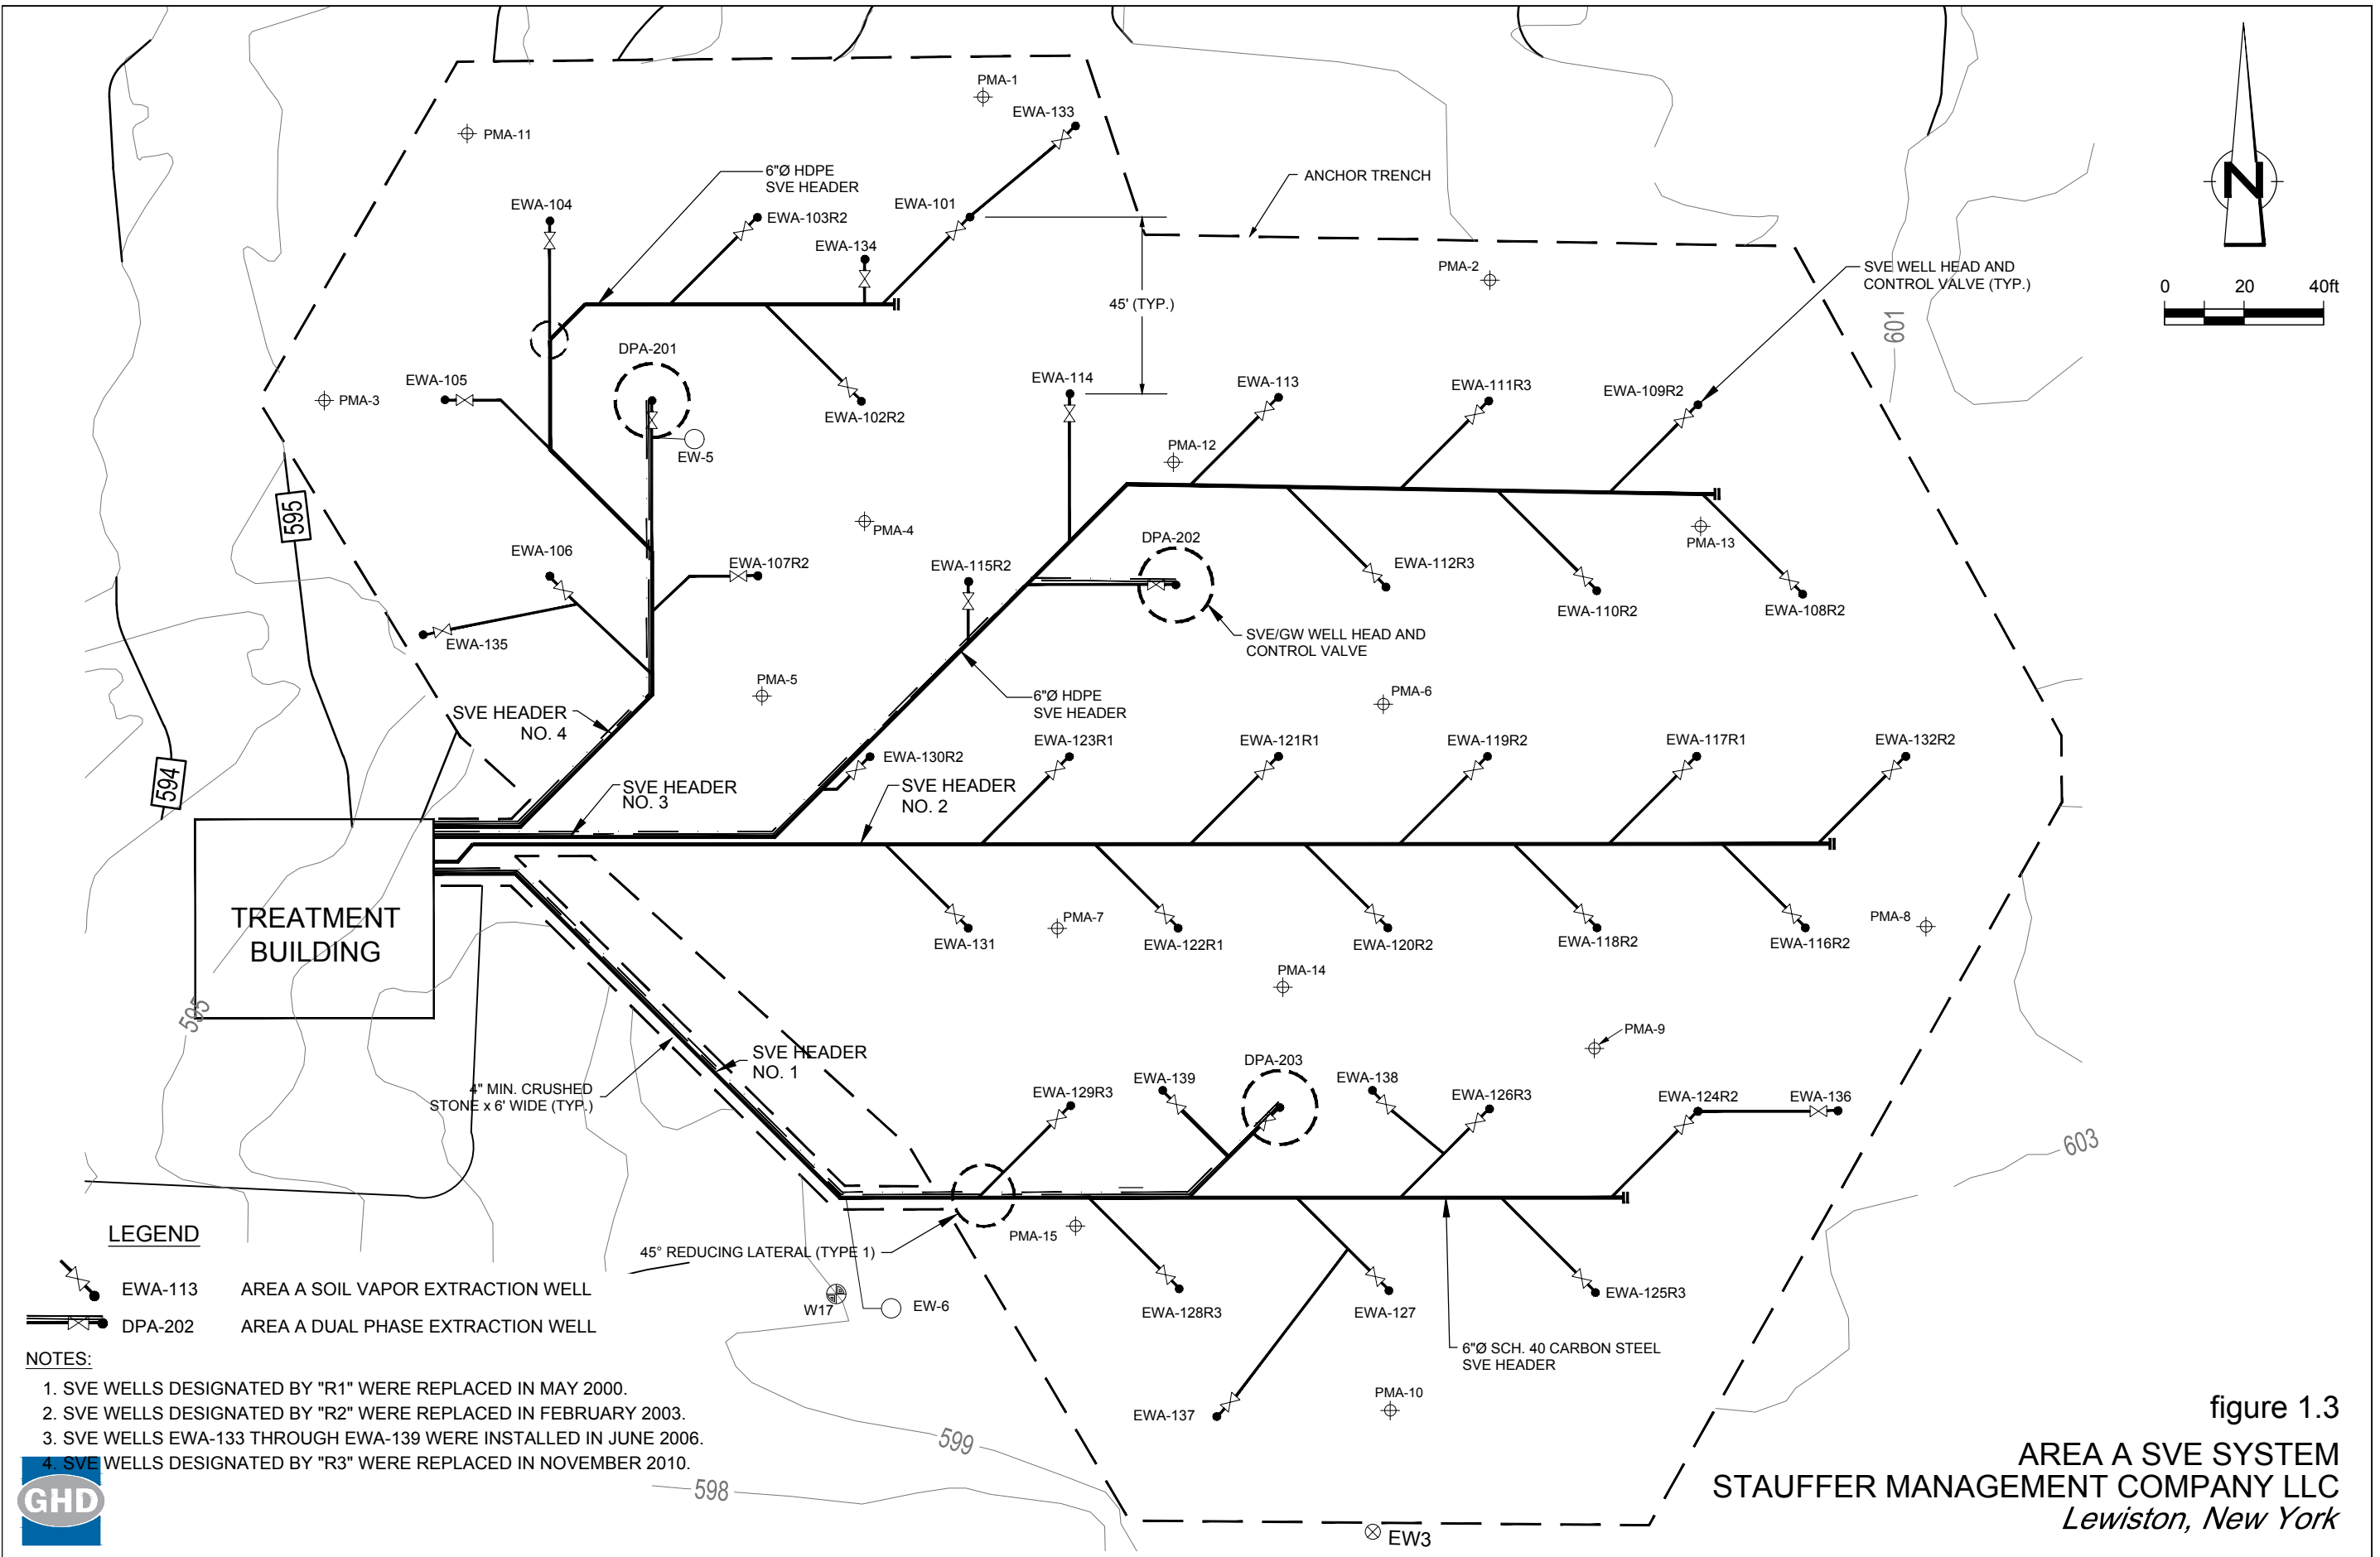 PMA-1
EWA-133
PMA-11
6"Ø HDPE
SVE HEADER
ANCHOR TRENCH
N
EWA-104
EWA-103R2
EWA-101
EWA-134
PMA-2
SVE WELL HEAD AND
CONTROL VALVE (TYP.)
0 20 40ft
45' (TYP.)
601
DPA-201
EWA-105
PMA-3
EWA-102R2
EWA-114
EWA-113
EWA-111R3
EWA-109R2
EW-5
PMA-12
595
PMA-4
PMA-13
EWA-106
EWA-107R2
EWA-115R2
DPA-202
EWA-112R3
EWA-110R2
EWA-108R2
EWA-135
SVE/GW WELL HEAD AND
CONTROL VALVE
PMA-5
PMA-6
6"Ø HDPE
SVE HEADER
SVE HEADER
NO. 4
594
EWA-130R2
EWA-123R1
EWA-121R1
EWA-119R2
EWA-117R1
EWA-132R2
SVE HEADER
NO. 3
SVE HEADER
NO. 2
TREATMENT
BUILDING
EWA-131
PMA-7
EWA-122R1
EWA-120R2
EWA-118R2
EWA-116R2
PMA-8
PMA-14
595
PMA-9
SVE HEADER
NO. 1
4" MIN. CRUSHED
STONE x 6' WIDE (TYP.)
EWA-129R3
EWA-139
DPA-203
EWA-138
EWA-126R3
EWA-124R2
EWA-136
603
PMA-15
45° REDUCING LATERAL (TYPE 1)
LEGEND
EWA-113 AREA A SOIL VAPOR EXTRACTION WELL
DPA-202 AREA A DUAL PHASE EXTRACTION WELL
W17
EW-6
EWA-128R3
EWA-127
EWA-125R3
6"Ø SCH. 40 CARBON STEEL
SVE HEADER
EWA-137
PMA-10
NOTES:
1. SVE WELLS DESIGNATED BY "R1" WERE REPLACED IN MAY 2000.
2. SVE WELLS DESIGNATED BY "R2" WERE REPLACED IN FEBRUARY 2003.
3. SVE WELLS EWA-133 THROUGH EWA-139 WERE INSTALLED IN JUNE 2006.
4. SVE WELLS DESIGNATED BY "R3" WERE REPLACED IN NOVEMBER 2010.
GHD
599
598
EW3
figure 1.3
AREA A SVE SYSTEM
STAUFFER MANAGEMENT COMPANY LLC
Lewiston, New York